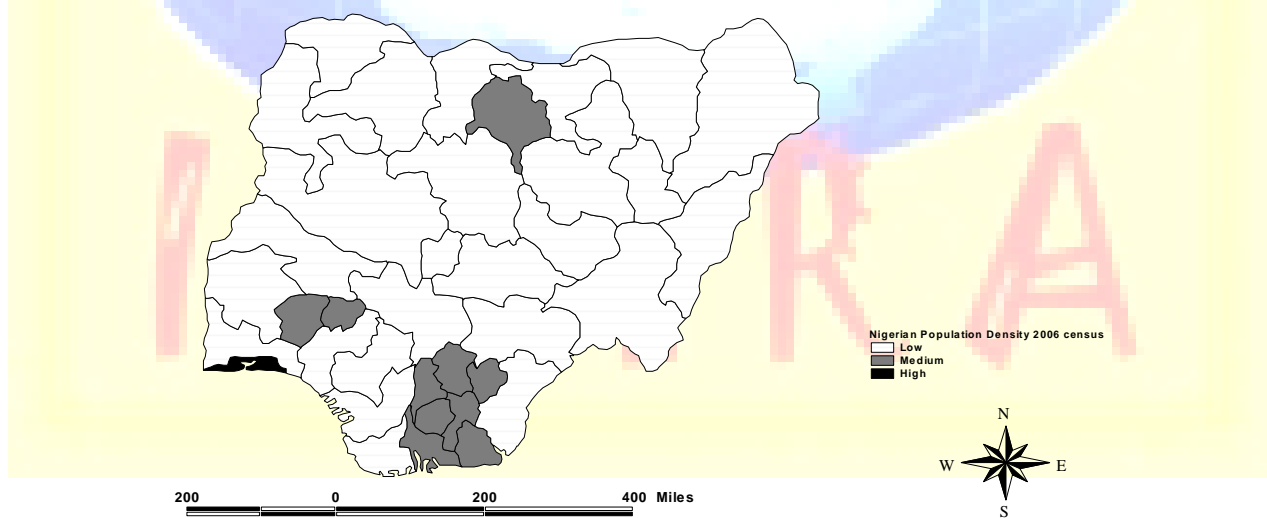 Nigerian Population Density 2006 census
Low
Medium
High
N
W E
S
200 0 200 400 Miles